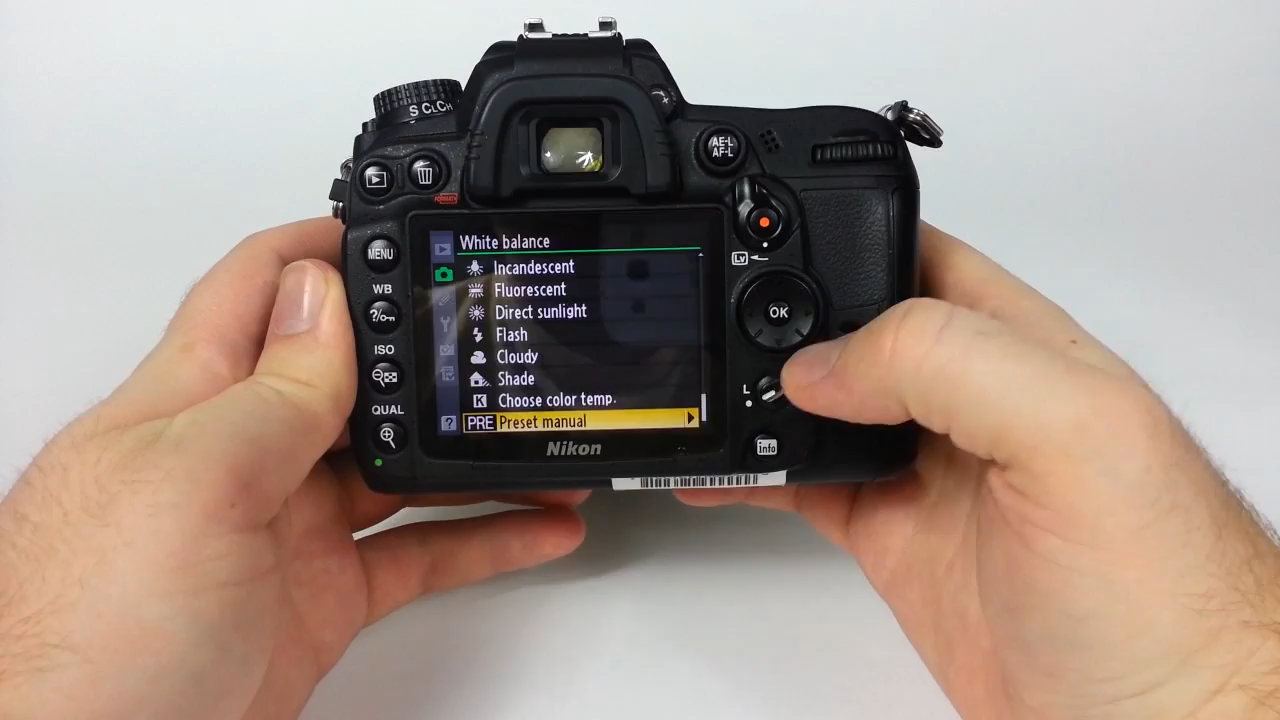 S CL CH
AE-L
AF-L
FORMAT
MENU
WB
ISO
QUAL
White balance
Incandescent
Fluorescent
Direct sunlight
Flash
Cloudy
Shade
K Choose color temp.
PRE Preset manual
Nikon
Lv
OK
L
info